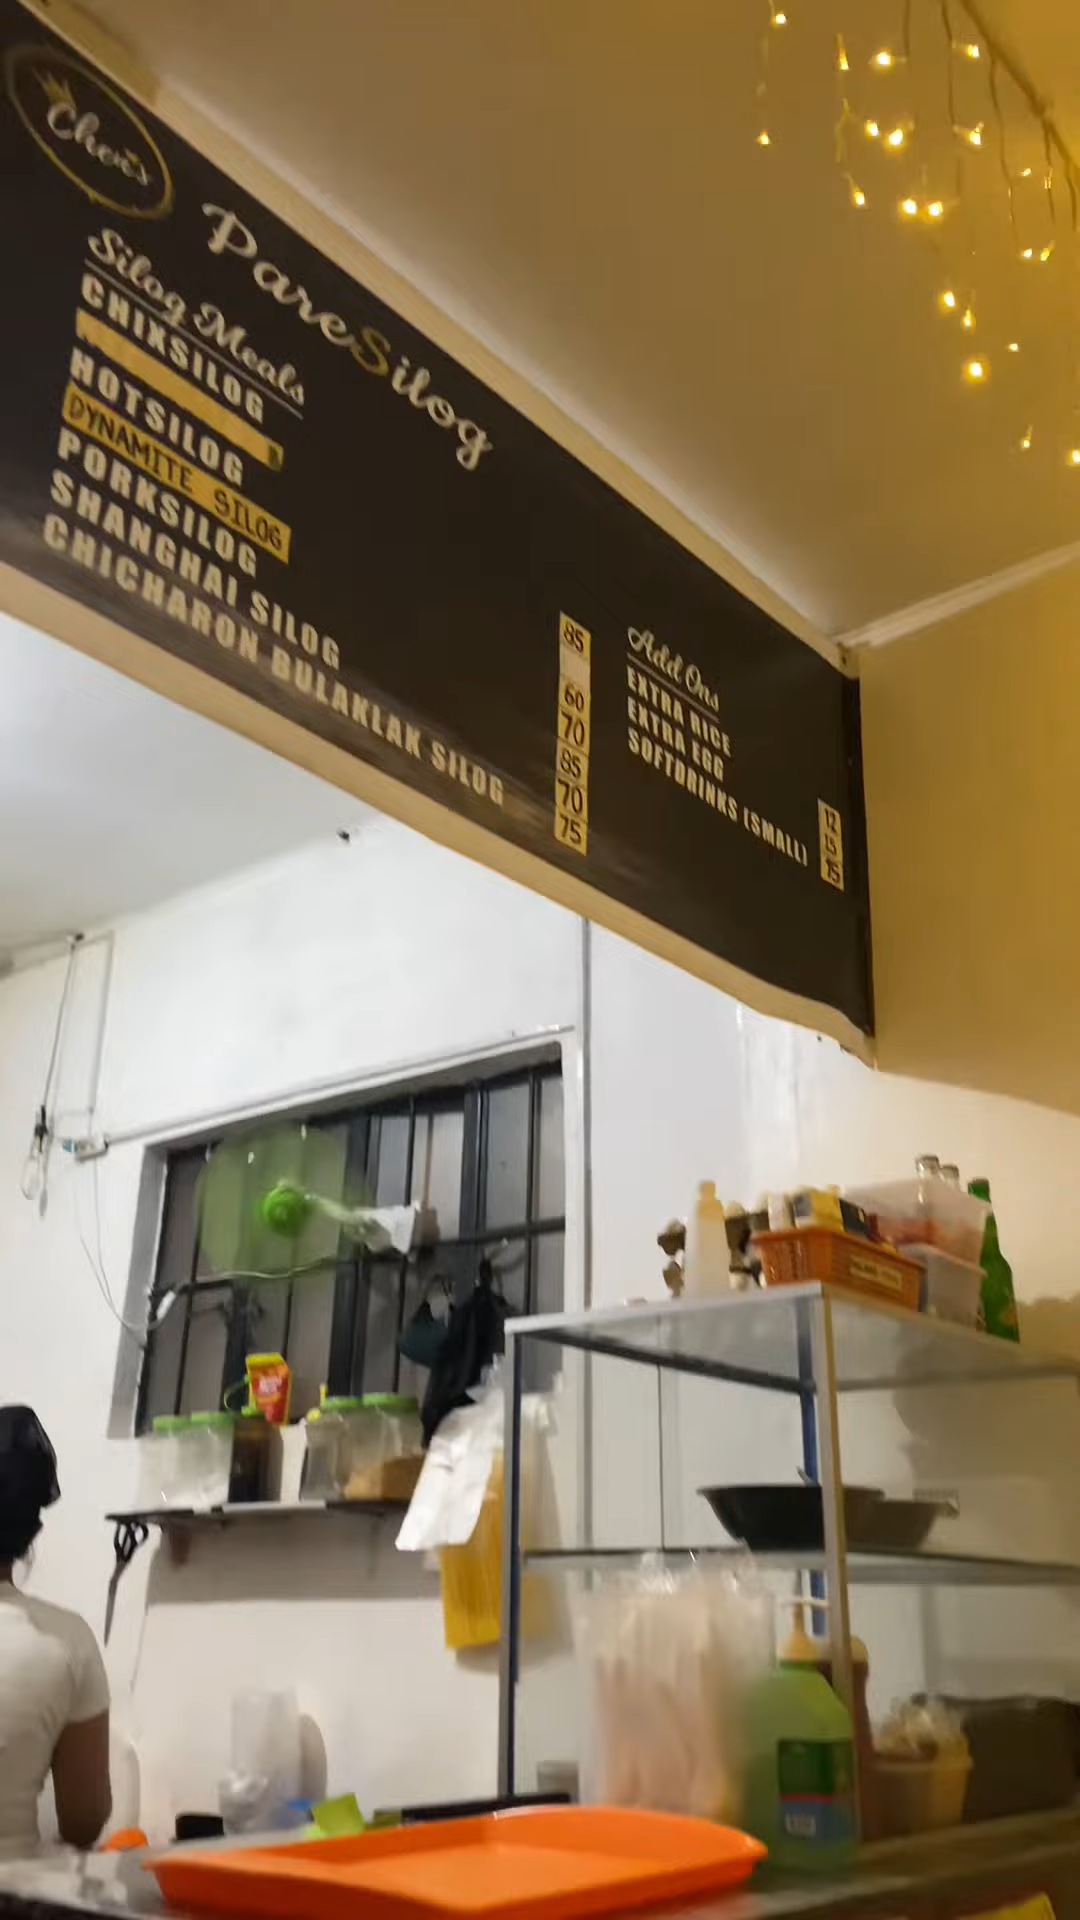 Cher's
PareSilog
Silog Meals
CHIXSILOG 85
HOTSILOG 60
DYNAMITE SILOG 70
PORKSILOG 85
SHANGHAI SILOG 70
CHICHARON BULAKLAK SILOG 75
Add Ons
EXTRA RICE 12
EXTRA EGG 15
SOFTDRINKS (SMALL) 15